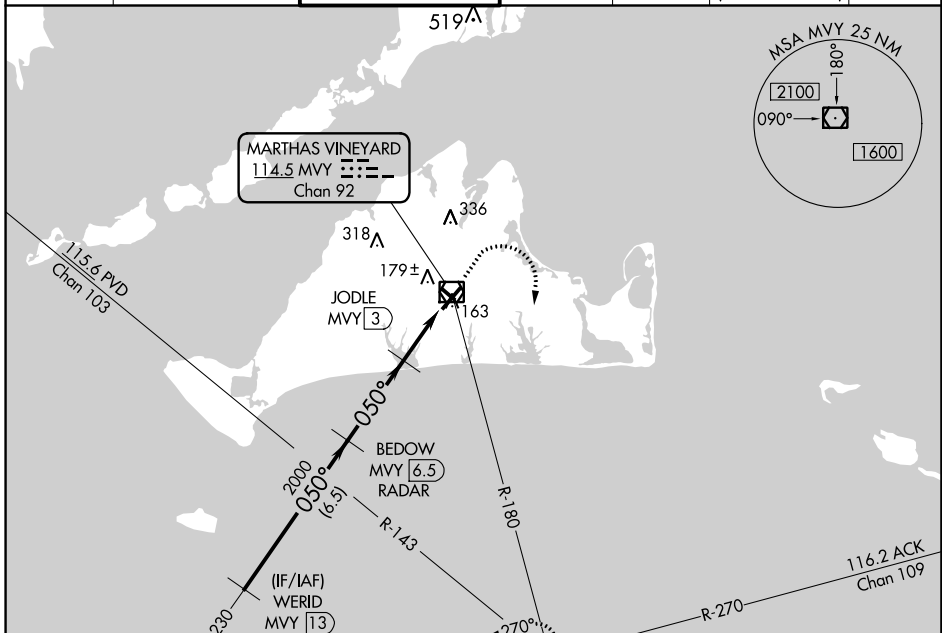 519
MSA MVY 25 NM
180°
2100
090°
1600
MARTHAS VINEYARD
114.5 MVY
Chan 92
336
318
179±
163
115.6 PVD
Chan 103
JODLE
MVY 3
050°
BEDOW
MVY 6.5
RADAR
2000
050°
(6.5)
R-143
R-180
(IF/IAF)
WERID
MVY 13
230
270°
R-270
116.2 ACK
Chan 109